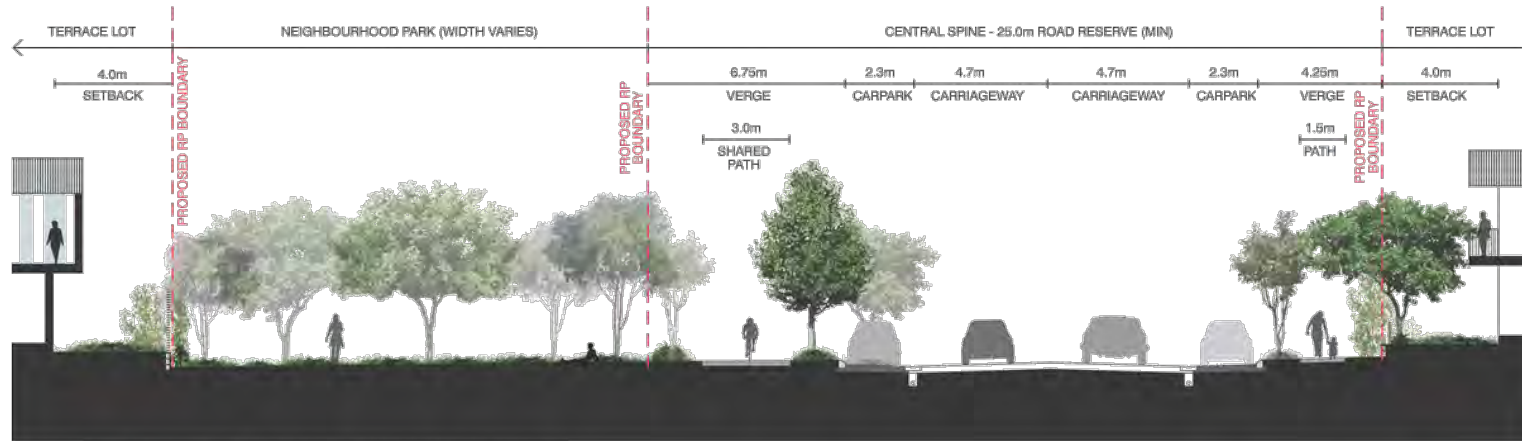 TERRACE LOT
NEIGHBOURHOOD PARK (WIDTH VARIES)
CENTRAL SPINE - 25.0m ROAD RESERVE (MIN)
TERRACE LOT
4.0m
SETBACK
6.75m
VERGE
2.3m
CARPARK
4.7m
CARRIAGEWAY
4.7m
CARRIAGEWAY
2.3m
CARPARK
4.25m
VERGE
4.0m
SETBACK
3.0m
SHARED
PATH
1.5m
PATH
PROPOSED RP BOUNDARY
PROPOSED RP
BOUNDARY
PROPOSED RP
BOUNDARY